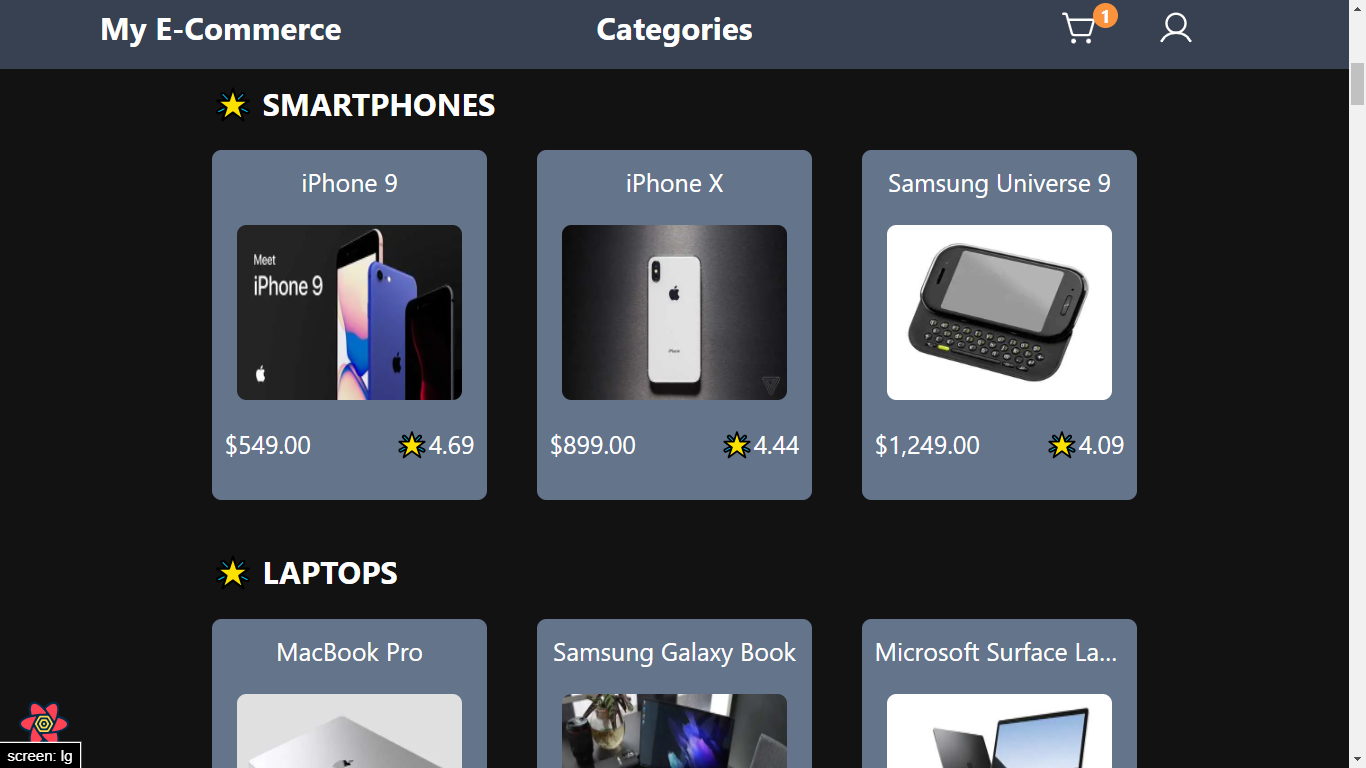 My E-Commerce
Categories
1
SMARTPHONES
iPhone 9
iPhone X
Samsung Universe 9
Meet
iPhone 9
iPhone
$549.00
4.69
$899.00
4.44
$1,249.00
4.09
LAPTOPS
MacBook Pro
Samsung Galaxy Book
Microsoft Surface La...
screen: lg